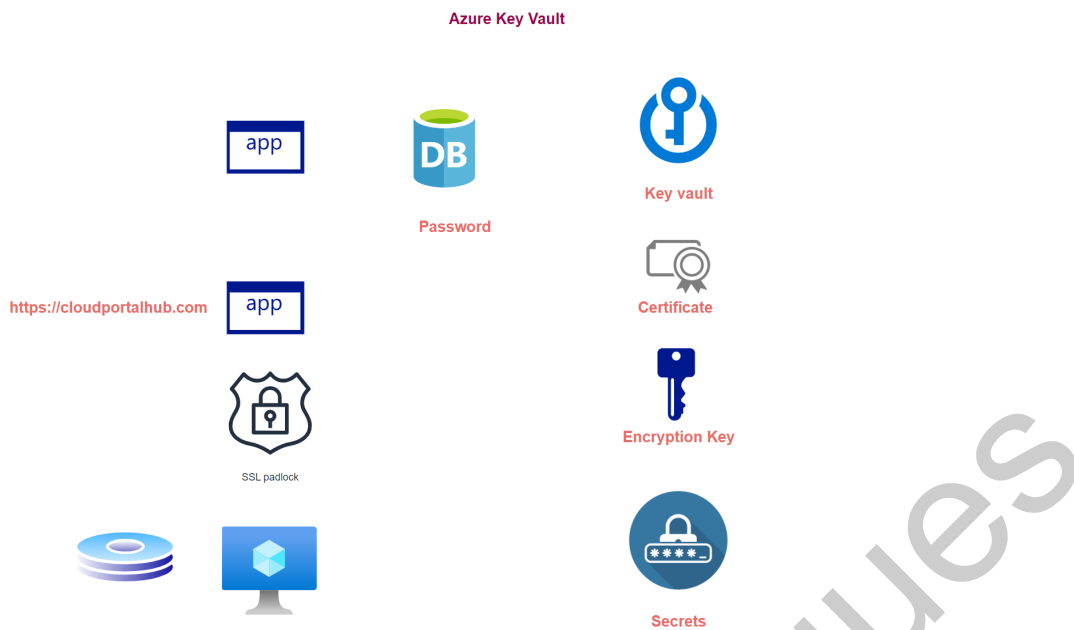 Azure Key Vault
app
DB
Key vault
Password
https://cloudportalhub.com
app
Certificate
Encryption Key
SSL padlock
****_
Secrets